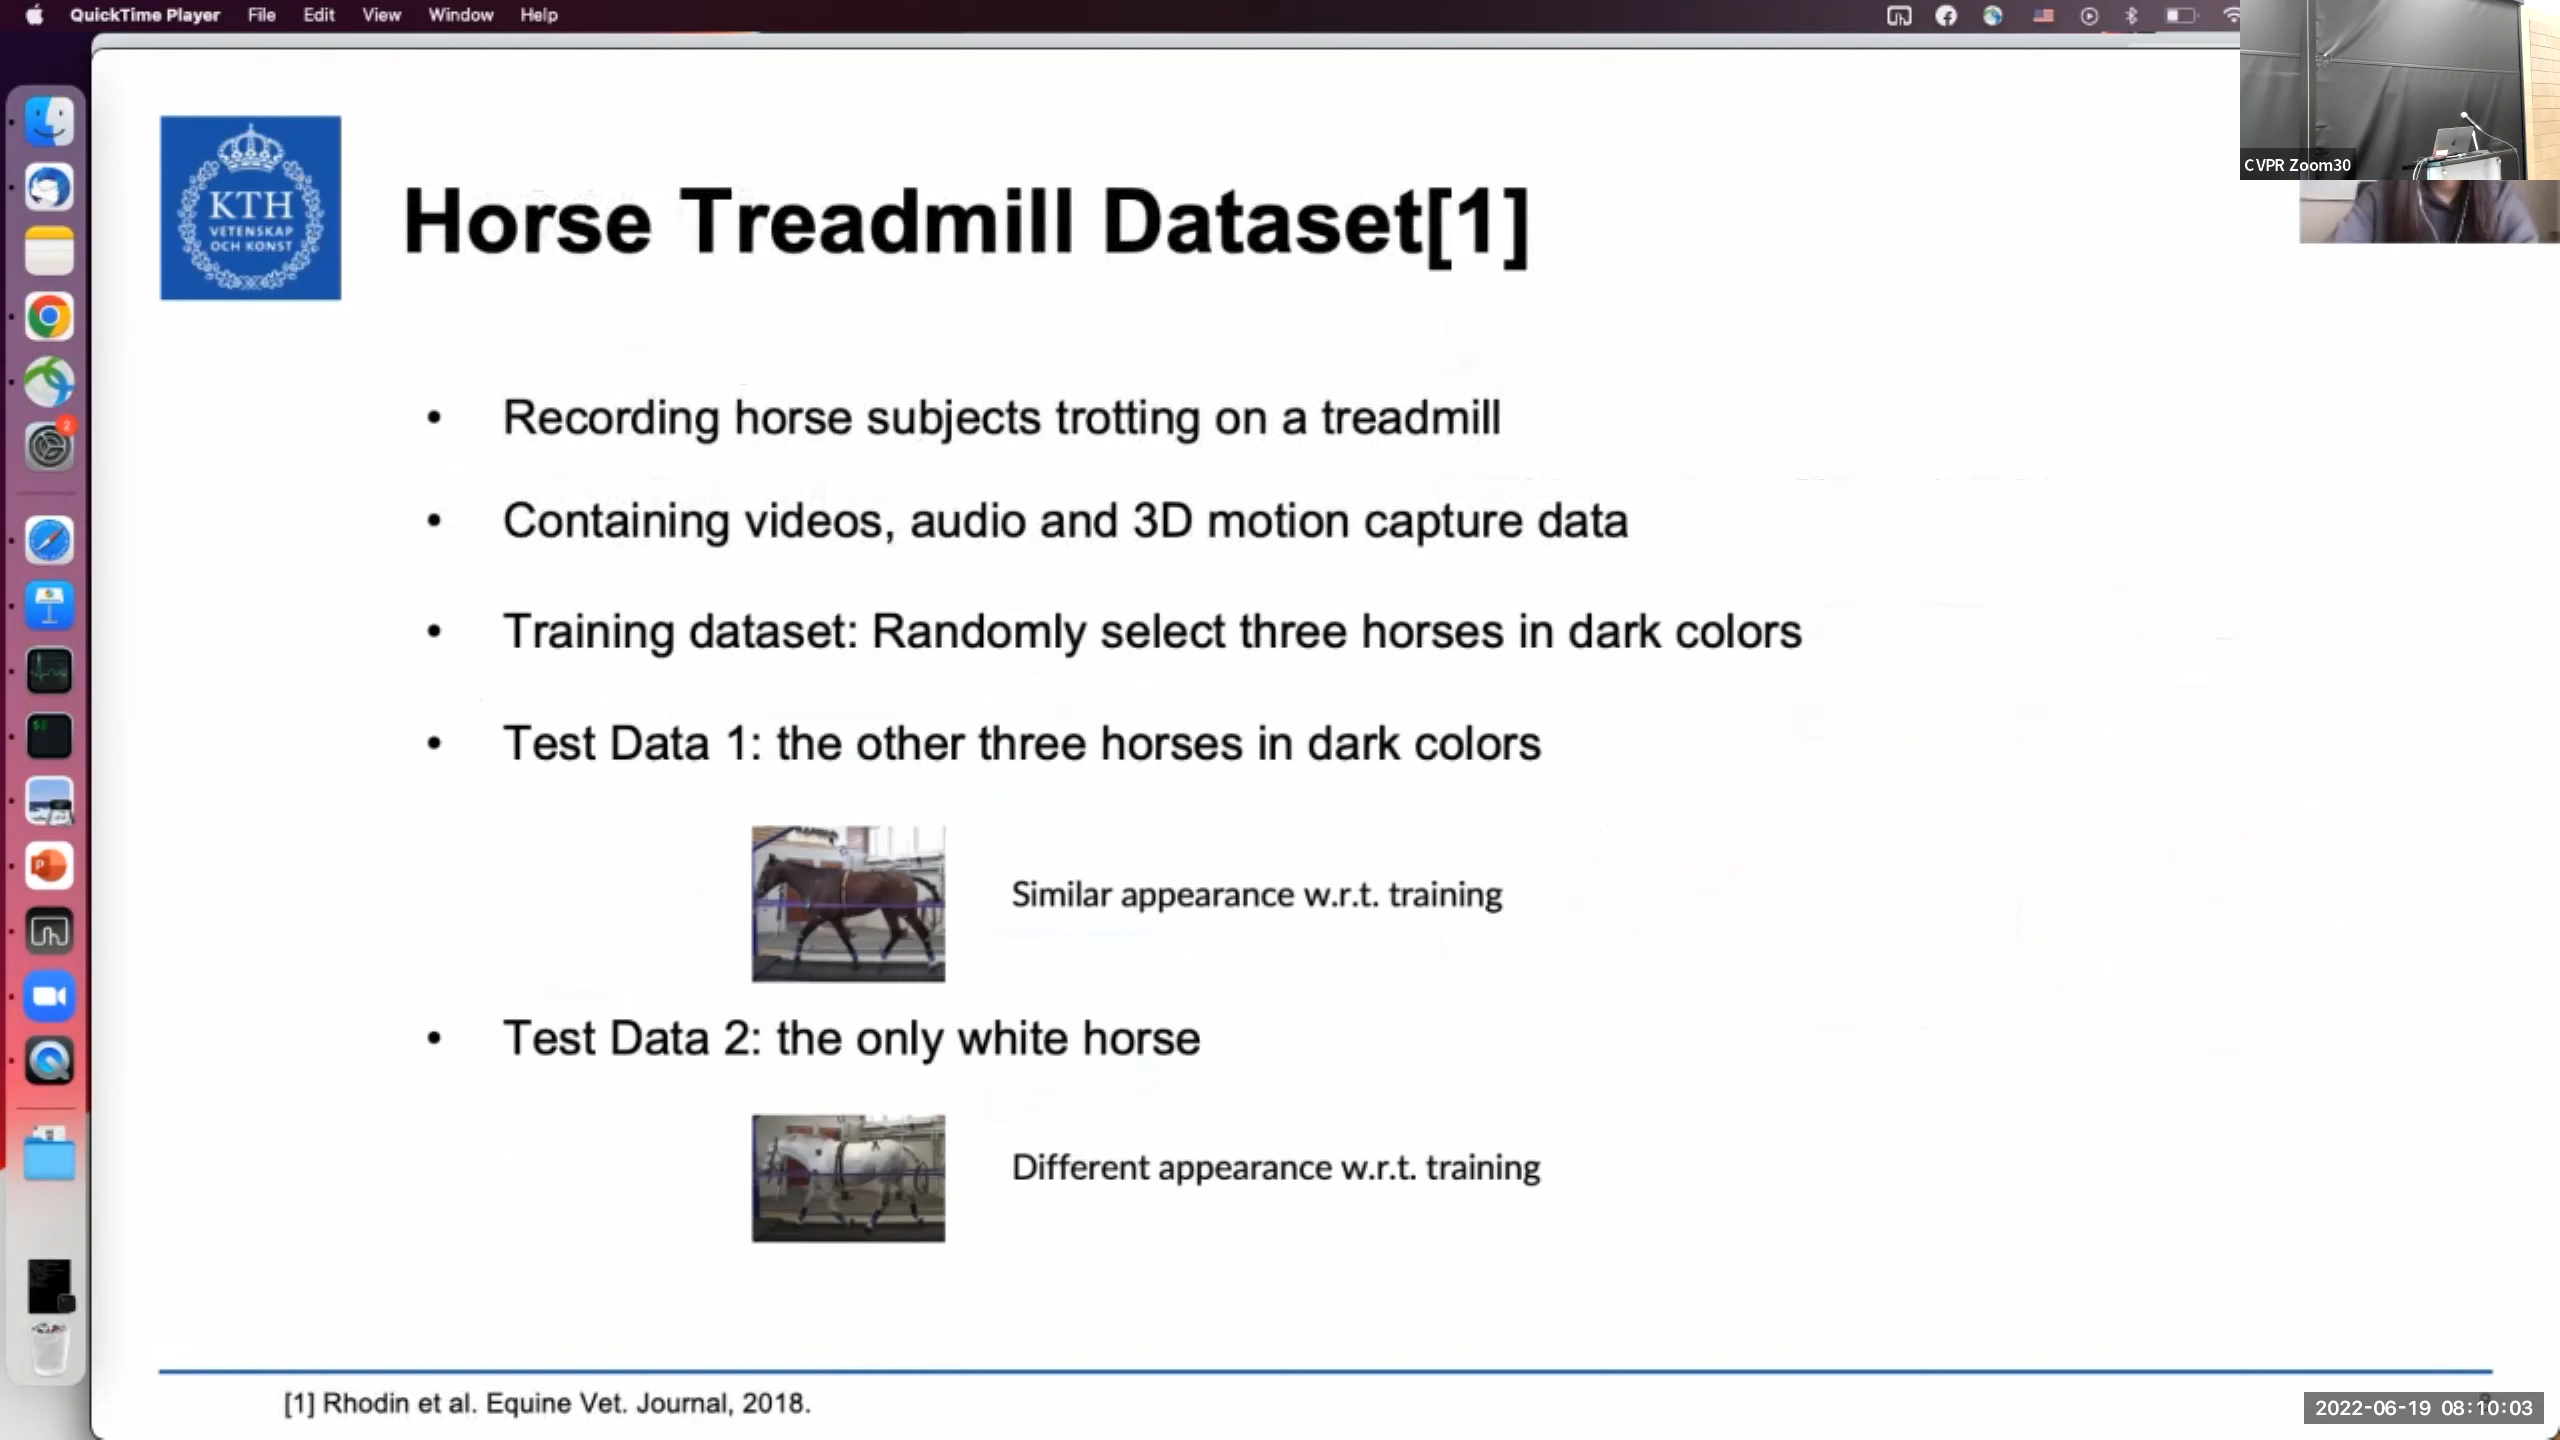 QuickTime Player File Edit View Window Help
CVPR Zoom30
KTH
VETENSKAP
OCH KONST
Horse Treadmill Dataset[1]
• Recording horse subjects trotting on a treadmill
• Containing videos, audio and 3D motion capture data
• Training dataset: Randomly select three horses in dark colors
• Test Data 1: the other three horses in dark colors
Similar appearance w.r.t. training
• Test Data 2: the only white horse
Different appearance w.r.t. training
[1] Rhodin et al. Equine Vet. Journal, 2018.
2022-06-19 08:10:03
2